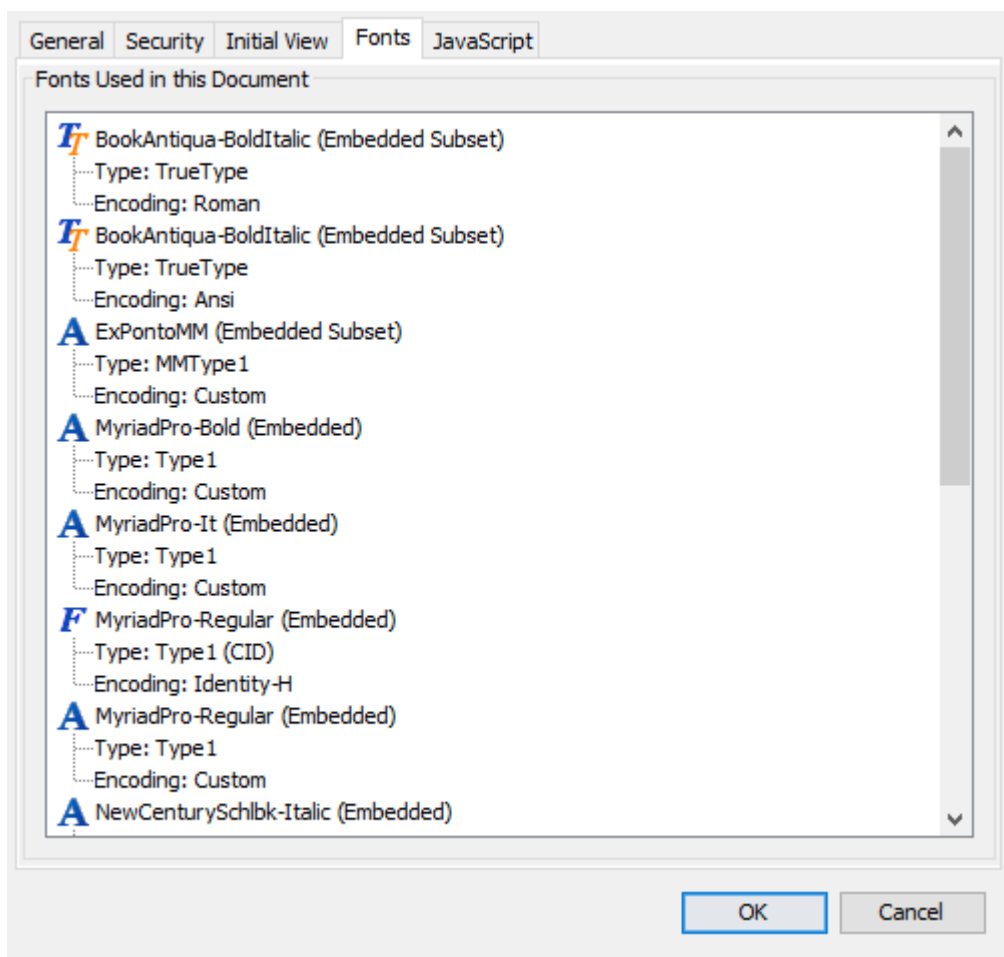 General Security Initial View Fonts JavaScript
Fonts Used in this Document
BookAntiqua-BoldItalic (Embedded Subset)
Type: TrueType
Encoding: Roman
BookAntiqua-BoldItalic (Embedded Subset)
Type: TrueType
Encoding: Ansi
ExPontoMM (Embedded Subset)
Type: MMType1
Encoding: Custom
MyriadPro-Bold (Embedded)
Type: Type1
Encoding: Custom
MyriadPro-It (Embedded)
Type: Type1
Encoding: Custom
MyriadPro-Regular (Embedded)
Type: Type1 (CID)
Encoding: Identity-H
MyriadPro-Regular (Embedded)
Type: Type1
Encoding: Custom
NewCenturySchlbk-Italic (Embedded)
OK Cancel